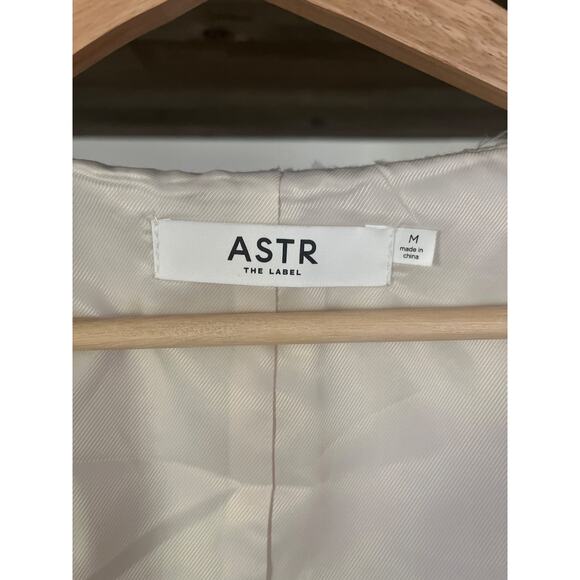 ASTR
THE LABEL
M
made in
china